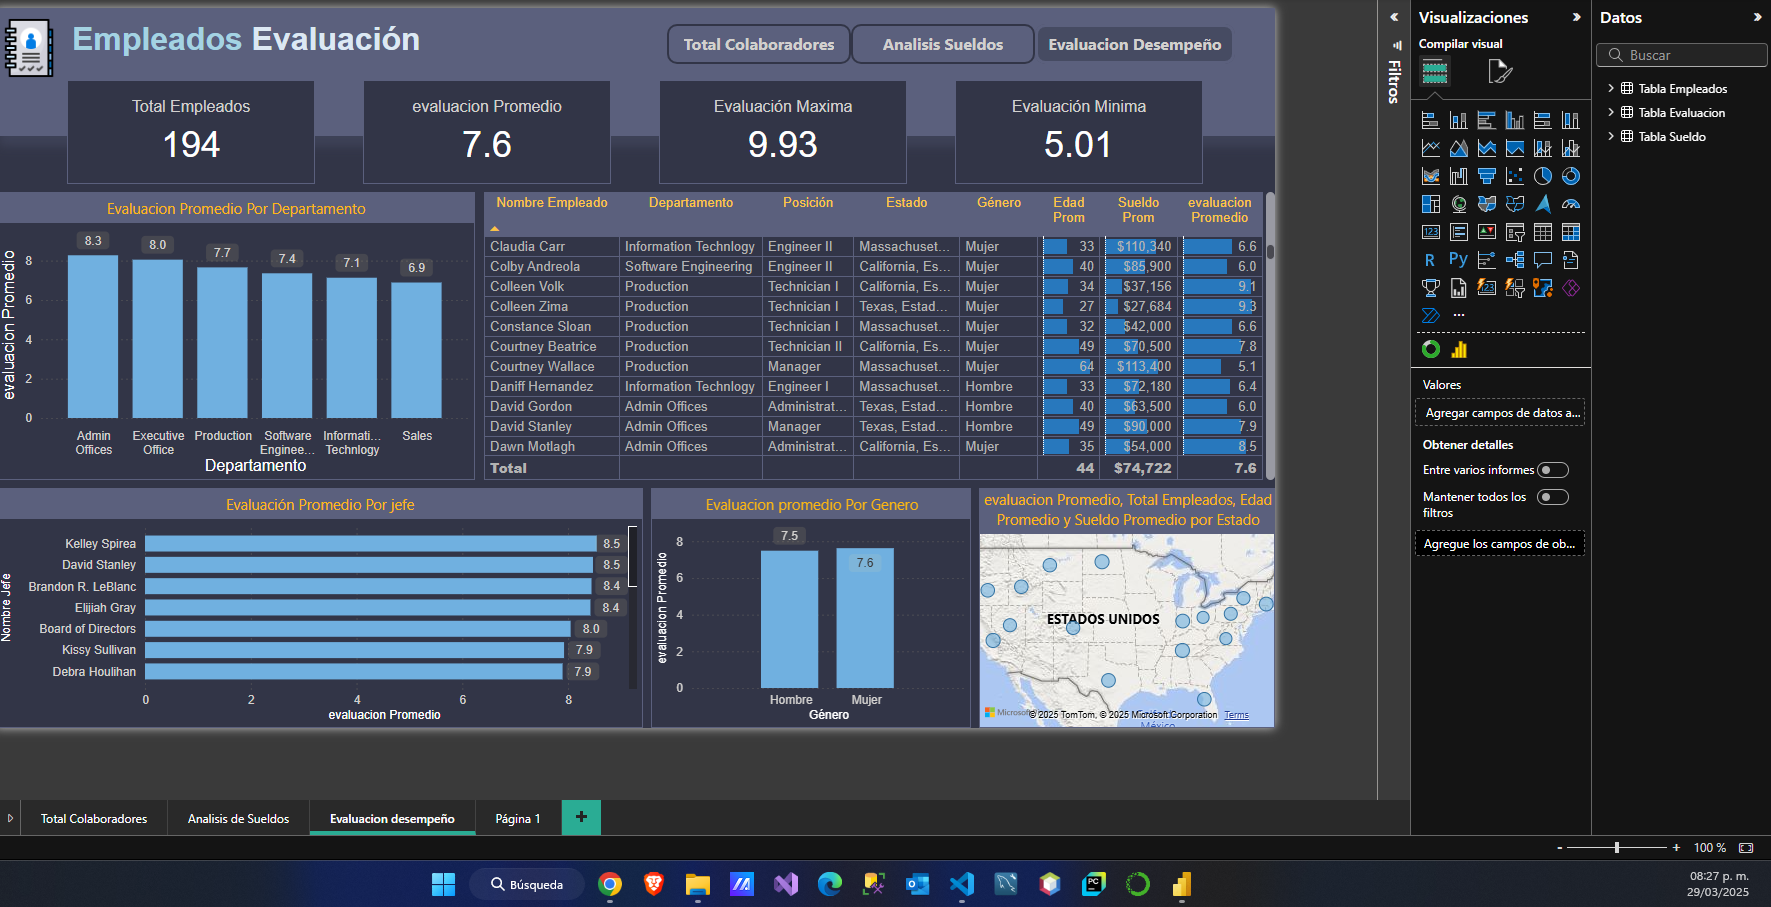 Empleados Evaluación
Total Colaboradores
Analisis Sueldos
Evaluacion Desempeño
Total Empleados
194
evaluacion Promedio
7.6
Evaluación Maxima
9.93
Evaluación Minima
5.01
Evaluacion Promedio Por Departamento
evaluacion Promedio
8
6
4
2
0
8.3
8.0
7.7
7.4
7.1
6.9
Admin Offices
Executive Office
Production
Software Enginee...
Informati... Technlogy
Sales
Departamento
Nombre Empleado Departamento Posición Estado Género Edad Prom Sueldo Prom evaluacion Promedio
Claudia Carr Information Technlogy Engineer II Massachuset... Mujer 33 $110,340 6.6
Colby Andreola Software Engineering Engineer II California, Es... Mujer 40 $85,900 6.0
Colleen Volk Production Technician I California, Es... Mujer 34 $37,156 9.1
Colleen Zima Production Technician I Texas, Estad... Mujer 27 $27,684 9.3
Constance Sloan Production Technician I Massachuset... Mujer 32 $42,000 6.6
Courtney Beatrice Production Technician II California, Es... Mujer 49 $70,500 7.8
Courtney Wallace Production Manager Massachuset... Mujer 64 $113,400 5.1
Daniff Hernandez Information Technlogy Engineer I Massachuset... Hombre 33 $72,180 6.4
David Gordon Admin Offices Administrat... Texas, Estad... Hombre 40 $63,500 6.0
David Stanley Admin Offices Manager Texas, Estad... Hombre 49 $90,000 7.9
Dawn Motlagh Admin Offices Administrat... California, Es... Mujer 35 $54,000 8.5
Total 44 $74,722 7.6
Evaluación Promedio Por jefe
Nombre Jefe
Kelley Spirea 8.5
David Stanley 8.5
Brandon R. LeBlanc 8.4
Elijiah Gray 8.4
Board of Directors 8.0
Kissy Sullivan 7.9
Debra Houlihan 7.9
0 2 4 6 8
evaluacion Promedio
Evaluacion promedio Por Genero
evaluacion Promedio
8
6
4
2
0
7.5
7.6
Hombre Mujer
Género
evaluacion Promedio, Total Empleados, Edad
Promedio y Sueldo Promedio por Estado
ESTADOS UNIDOS
México
Microsoft
© 2025 TomTom, © 2025 Microsoft Corporation Terms
Filtros
Visualizaciones
Compilar visual
R
Py
123
123
...
Valores
Agregar campos de datos a...
Obtener detalles
Entre varios informes
Mantener todos los
filtros
Agregue los campos de ob...
Datos
Buscar
Tabla Empleados
Tabla Evaluacion
Tabla Sueldo
Total Colaboradores
Analisis de Sueldos
Evaluacion desempeño
Página 1
+
- + 100 %
Búsqueda
PC
08:27 p. m.
29/03/2025